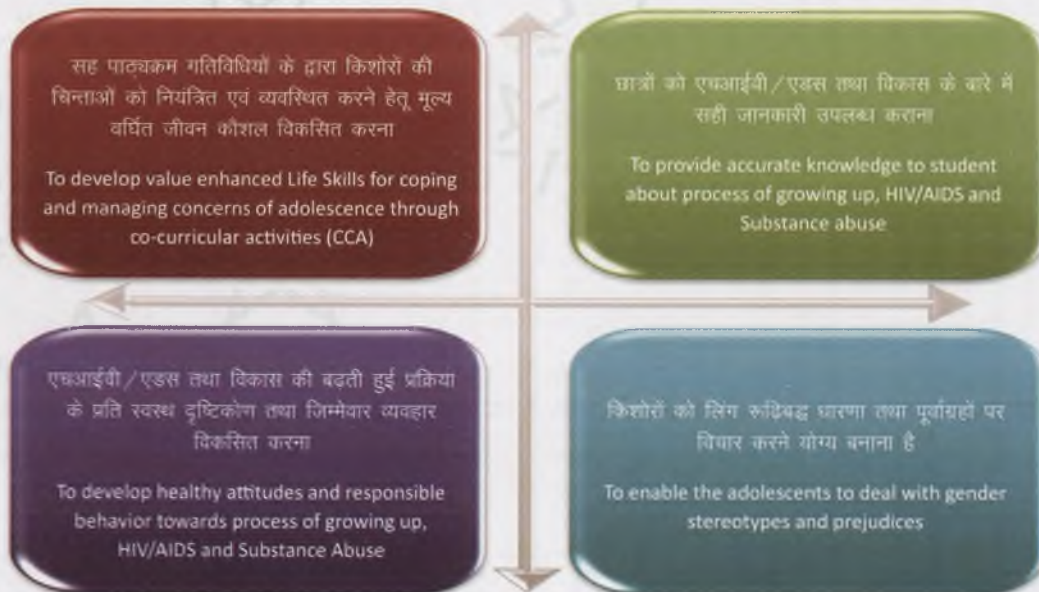 सह पाठ्यक्रम गतिविधियों के द्वारा किशोरों की
चिन्ताओं को नियंत्रित एवं व्यवस्थित करने हेतू मूल्य
वर्धित जीवन कौशल विकसित करना
To develop value enhanced Life Skills for coping
and managing concerns of adolescence through
co-curricular activities (CCA)
छात्रों को एचआईवी/एडस तथा विकास के बारे में
सही जानकारी उपलब्ध कराना
To provide accurate knowledge to student
about process of growing up, HIV/AIDS and
Substance abuse
एचआईवी/एडस तथा विकास की बढती हुई प्रक्रिया
के प्रति स्वस्थ दृष्टिकोण तथा जिम्मेवार व्यवहार
विकसित करना
To develop healthy attitudes and responsible
behavior towards process of growing up,
HIV/AIDS and Substance Abuse
किशोरों को लिंग रूढिबद्ध धारणा तथा पूर्वाग्रहों पर
विचार करने योग्य बनाना है
To enable the adolescents to deal with gender
stereotypes and prejudices